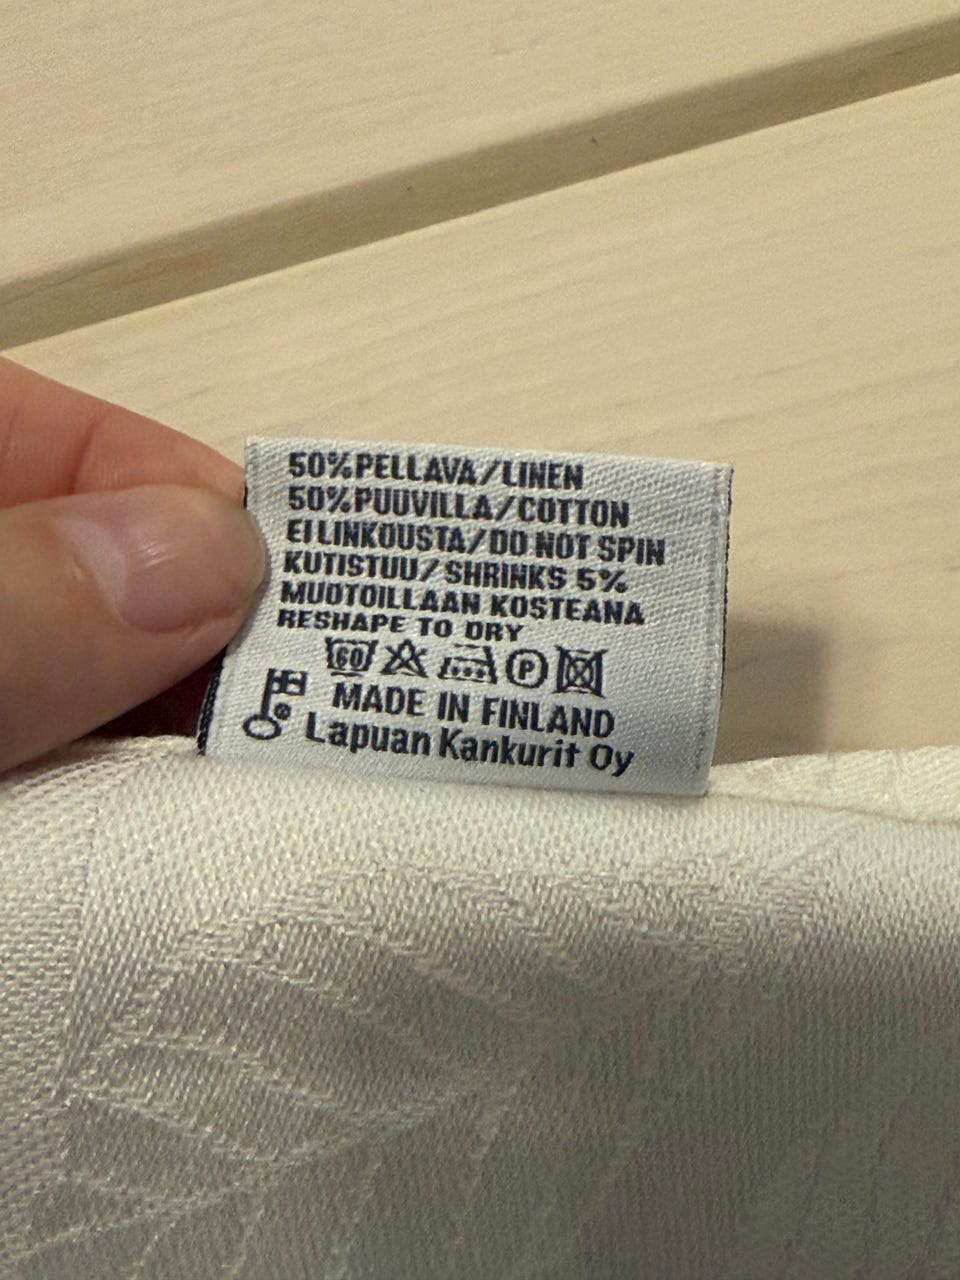 50% PELLAVA/LINEN
50% PUUVILLA/COTTON
EI LINKOUSTA/DO NOT SPIN
KUTISTUU/SHRINKS 5%
MUOTOILLAAN KOSTEANA
RESHAPE TO DRY
60 P
MADE IN FINLAND
Lapuan Kankurit Oy